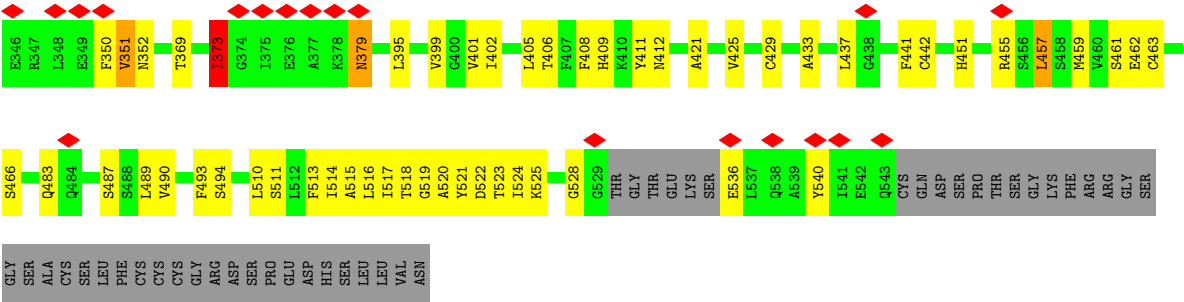 E346 R347 L348 E349 F350 V351 N352 T369 I373 G374 I375 E376 A377 K378 N379 L395 V399 G400 V401 I402 L405 T406 F407 F408 H409 K410 Y411 N412 A421 V425 C429 A433 L437 G438 F441 C442 H451 R455 S456 L457 S458 M459 V460 S461 E462 C463
S466 Q483 Q484 S487 S488 L489 V490 F493 S494 L510 S511 L512 F513 I514 A515 L516 I517 T518 G519 A520 Y521 D522 T523 I524 K525 G528 G529 THR GLY THR GLU LYS SER E536 L537 Q538 A539 Y540 I541 E542 Q543 CYS GLN ASP SER PRO THR SER GLY LYS PHE ARG ARG GLY SER
GLY SER ALA CYS SER LEU PHE CYS CYS CYS GLY ARG ASP SER PRO GLU ASP HIS SER LEU LEU VAL ASN